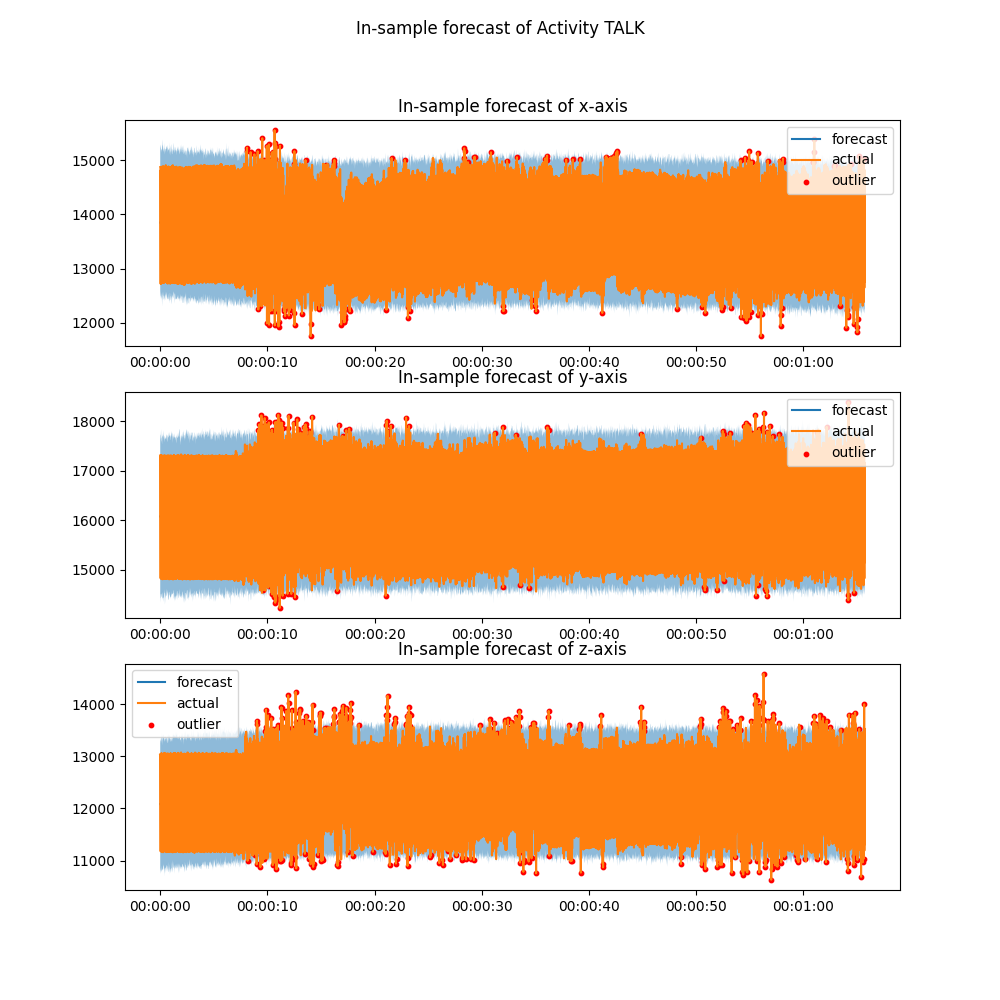 In-sample forecast of Activity TALK
In-sample forecast of x-axis
15000
14000
13000
12000
forecast
actual
outlier
00:00:00 00:00:10 00:00:20 00:00:30 00:00:40 00:00:50 00:01:00
In-sample forecast of y-axis
18000
17000
16000
15000
forecast
actual
outlier
00:00:00 00:00:10 00:00:20 00:00:30 00:00:40 00:00:50 00:01:00
In-sample forecast of z-axis
14000
13000
12000
11000
forecast
actual
outlier
00:00:00 00:00:10 00:00:20 00:00:30 00:00:40 00:00:50 00:01:00